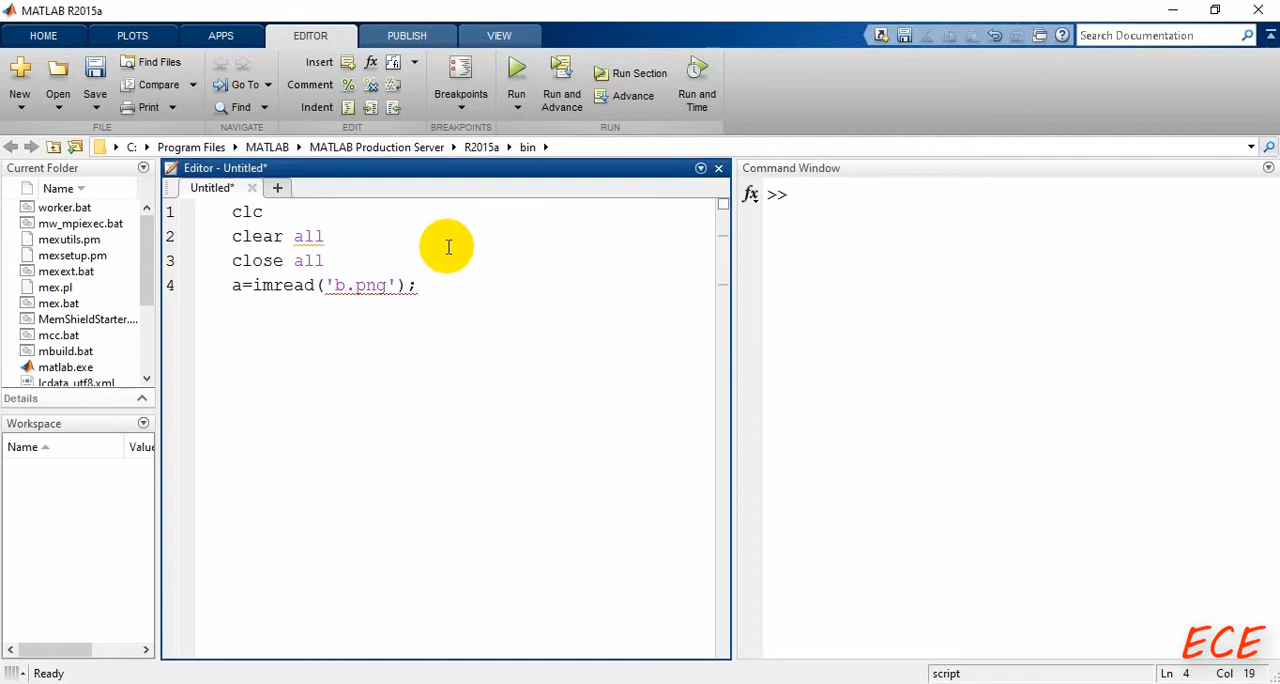 MATLAB R2015a
HOME PLOTS APPS EDITOR PUBLISH VIEW Search Documentation
New Open Save Find Files Compare Print
Go To Find
Insert Comment Indent
Breakpoints
Run Run and Advance Run Section Advance Run and Time
FILE NAVIGATE EDIT BREAKPOINTS RUN
C: Program Files MATLAB MATLAB Production Server R2015a bin
Current Folder
Name
worker.bat
mw_mpiexec.bat
mexutils.pm
mexsetup.pm
mexext.bat
mex.pl
mex.bat
MemShieldStarter....
mcc.bat
mbuild.bat
matlab.exe
lcdata_utf8.xml
Details
Workspace
Name Value
Editor - Untitled*
Untitled*
1 clc
2 clear all
3 close all
4 a=imread('b.png');
Command Window
fx >>
ECE
Ready script Ln 4 Col 19